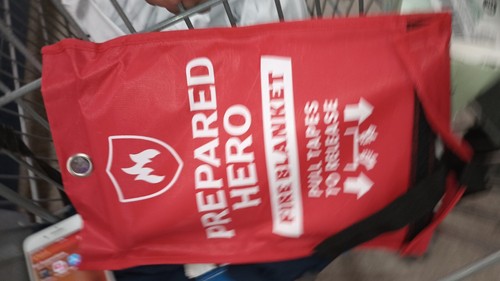 PREPARED
HERO
FIRE BLANKET
PULL TAPES
TO RELEASE